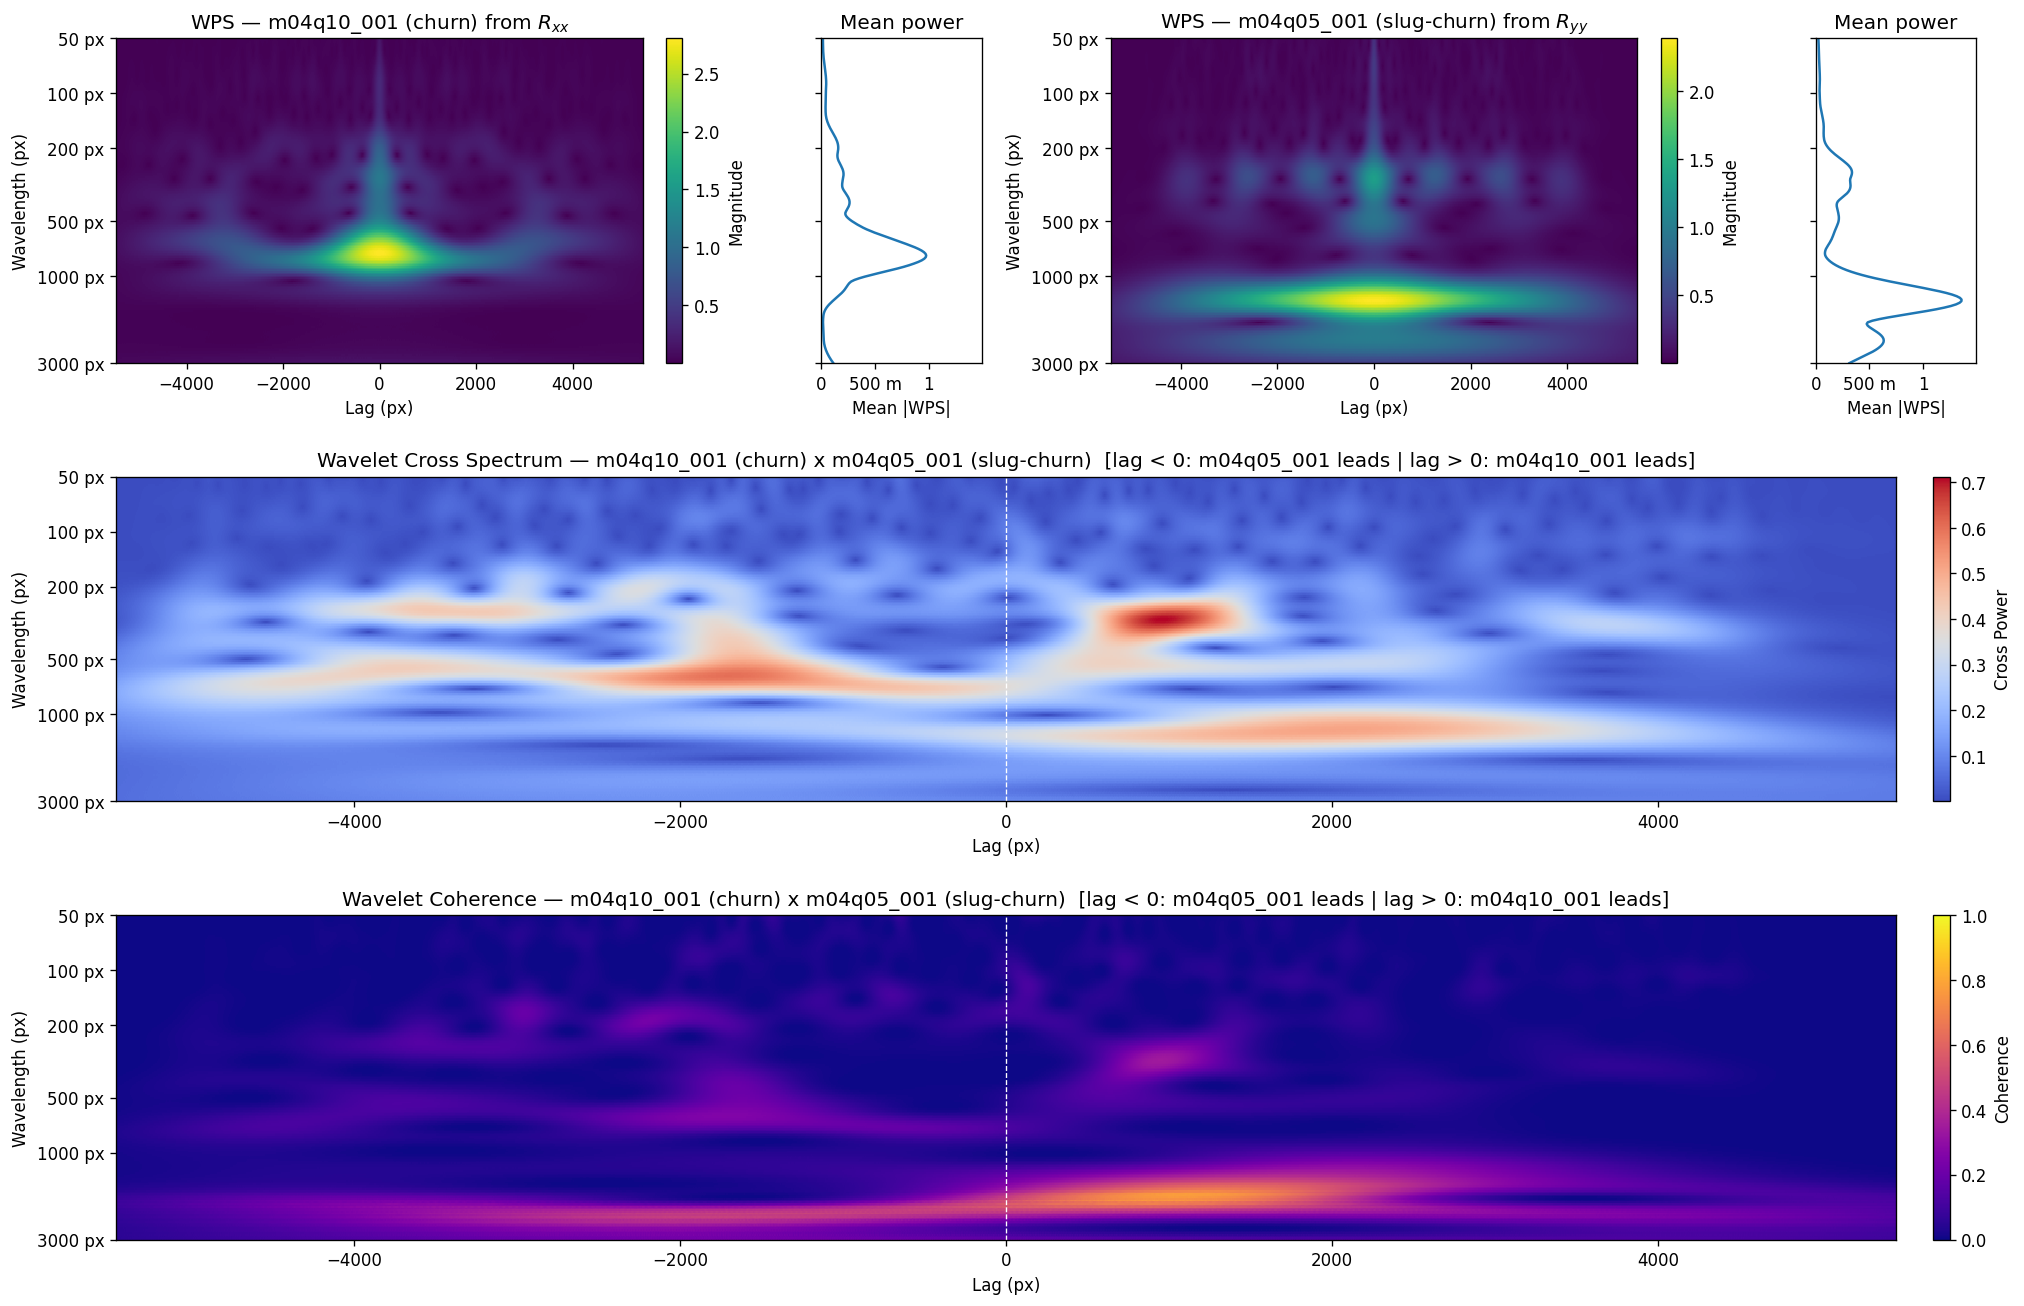 WPS — m04q10_001 (churn) from Rxx
Mean power
WPS — m04q05_001 (slug-churn) from Ryy
Mean power
50 px
100 px
200 px
500 px
1000 px
3000 px
Wavelength (px)
−4000 −2000 0 2000 4000
Lag (px)
2.5
2.0
1.5
1.0
0.5
Magnitude
0 500 m 1
Mean |WPS|
50 px
100 px
200 px
500 px
1000 px
3000 px
Wavelength (px)
−4000 −2000 0 2000 4000
Lag (px)
2.0
1.5
1.0
0.5
Magnitude
0 500 m 1
Mean |WPS|
Wavelet Cross Spectrum — m04q10_001 (churn) x m04q05_001 (slug-churn) [lag < 0: m04q05_001 leads | lag > 0: m04q10_001 leads]
50 px
100 px
200 px
500 px
1000 px
3000 px
Wavelength (px)
−4000 −2000 0 2000 4000
Lag (px)
0.7
0.6
0.5
0.4
0.3
0.2
0.1
Cross Power
Wavelet Coherence — m04q10_001 (churn) x m04q05_001 (slug-churn) [lag < 0: m04q05_001 leads | lag > 0: m04q10_001 leads]
50 px
100 px
200 px
500 px
1000 px
3000 px
Wavelength (px)
−4000 −2000 0 2000 4000
Lag (px)
1.0
0.8
0.6
0.4
0.2
0.0
Coherence